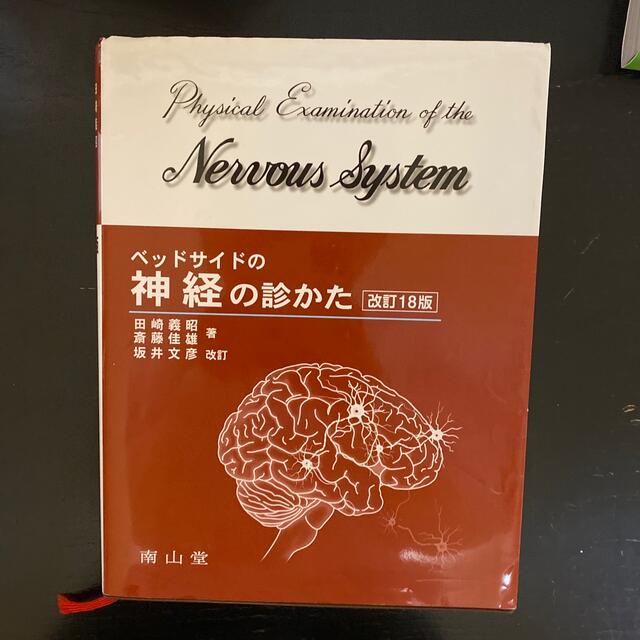 Physical Examination of the
Nervous System
ベッドサイドの
神経の診かた 改訂18版
田崎義昭
斎藤佳雄 著
坂井文彦 改訂
南山堂